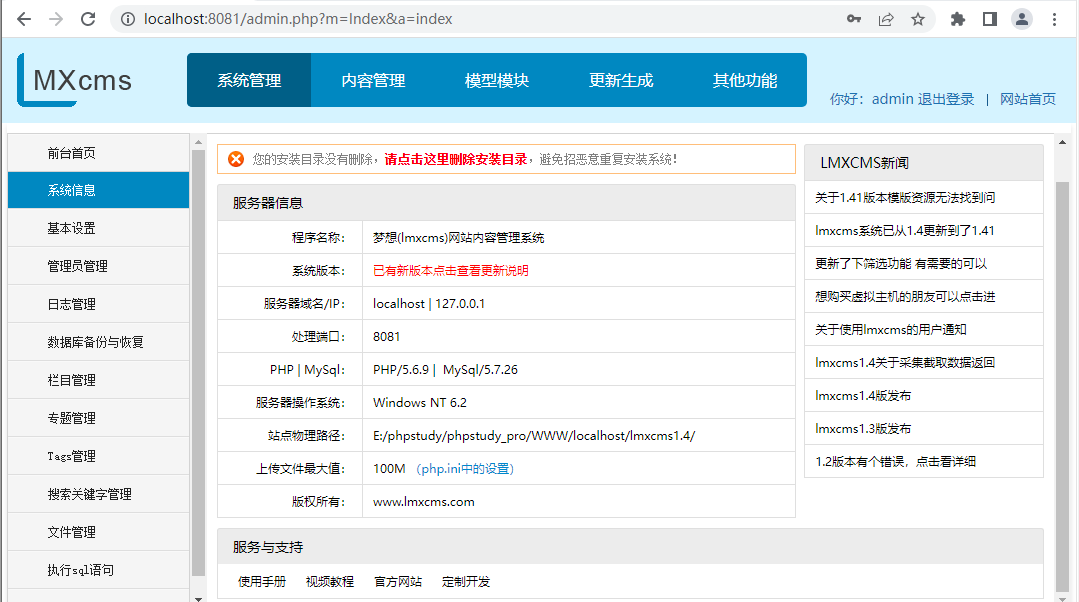 localhost:8081/admin.php?m=Index&a=index
MXcms
系统管理 内容管理 模型模块 更新生成 其他功能
你好：admin 退出登录 | 网站首页
前台首页
系统信息
基本设置
管理员管理
日志管理
数据库备份与恢复
栏目管理
专题管理
Tags管理
搜索关键字管理
文件管理
执行sql语句
您的安装目录没有删除，请点击这里删除安装目录，避免招恶意重复安装系统！
服务器信息
程序名称： 梦想(lmxcms)网站内容管理系统
系统版本： 已有新版本点击查看更新说明
服务器域名/IP： localhost | 127.0.0.1
处理端口： 8081
PHP | MySql： PHP/5.6.9 | MySql/5.7.26
服务器操作系统： Windows NT 6.2
站点物理路径： E:/phpstudy/phpstudy_pro/WWW/localhost/lmxcms1.4/
上传文件最大值： 100M （php.ini中的设置）
版权所有： www.lmxcms.com
服务与支持
使用手册 视频教程 官方网站 定制开发
LMXCMS新闻
关于1.41版本模版资源无法找到问
lmxcms系统已从1.4更新到了1.41
更新了下筛选功能 有需要的可以
想购买虚拟主机的朋友可以点击进
关于使用lmxcms的用户通知
lmxcms1.4关于采集截取数据返回
lmxcms1.4版发布
lmxcms1.3版发布
1.2版本有个错误，点击看详细